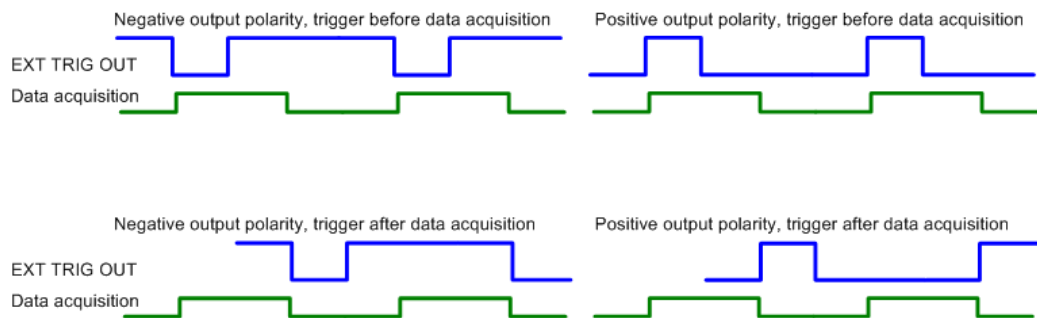 Negative output polarity, trigger before data acquisition
Positive output polarity, trigger before data acquisition
EXT TRIG OUT
Data acquisition
Negative output polarity, trigger after data acquisition
Positive output polarity, trigger after data acquisition
EXT TRIG OUT
Data acquisition